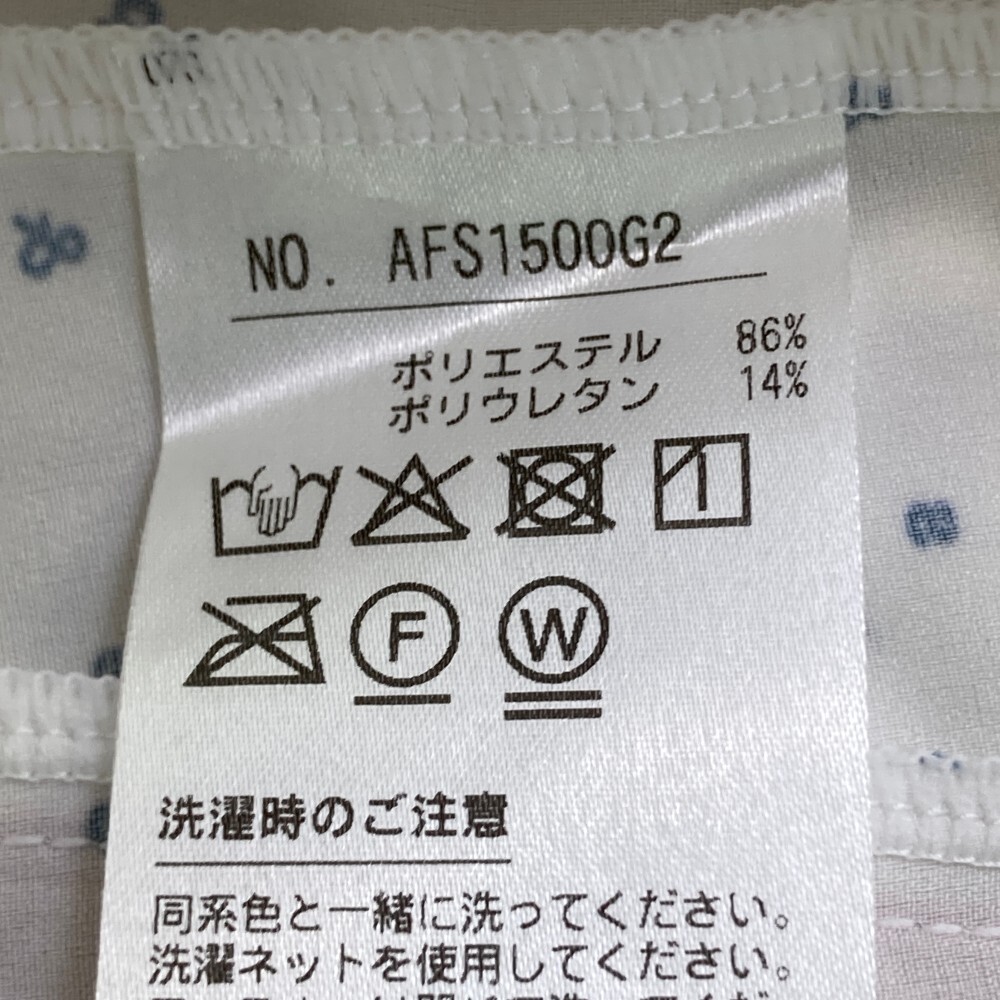 NO. AFS1500G2
ポリエステル 86%
ポリウレタン 14%
F W
洗濯時のご注意
同系色と一緒に洗ってください。
洗濯ネットを使用してください。